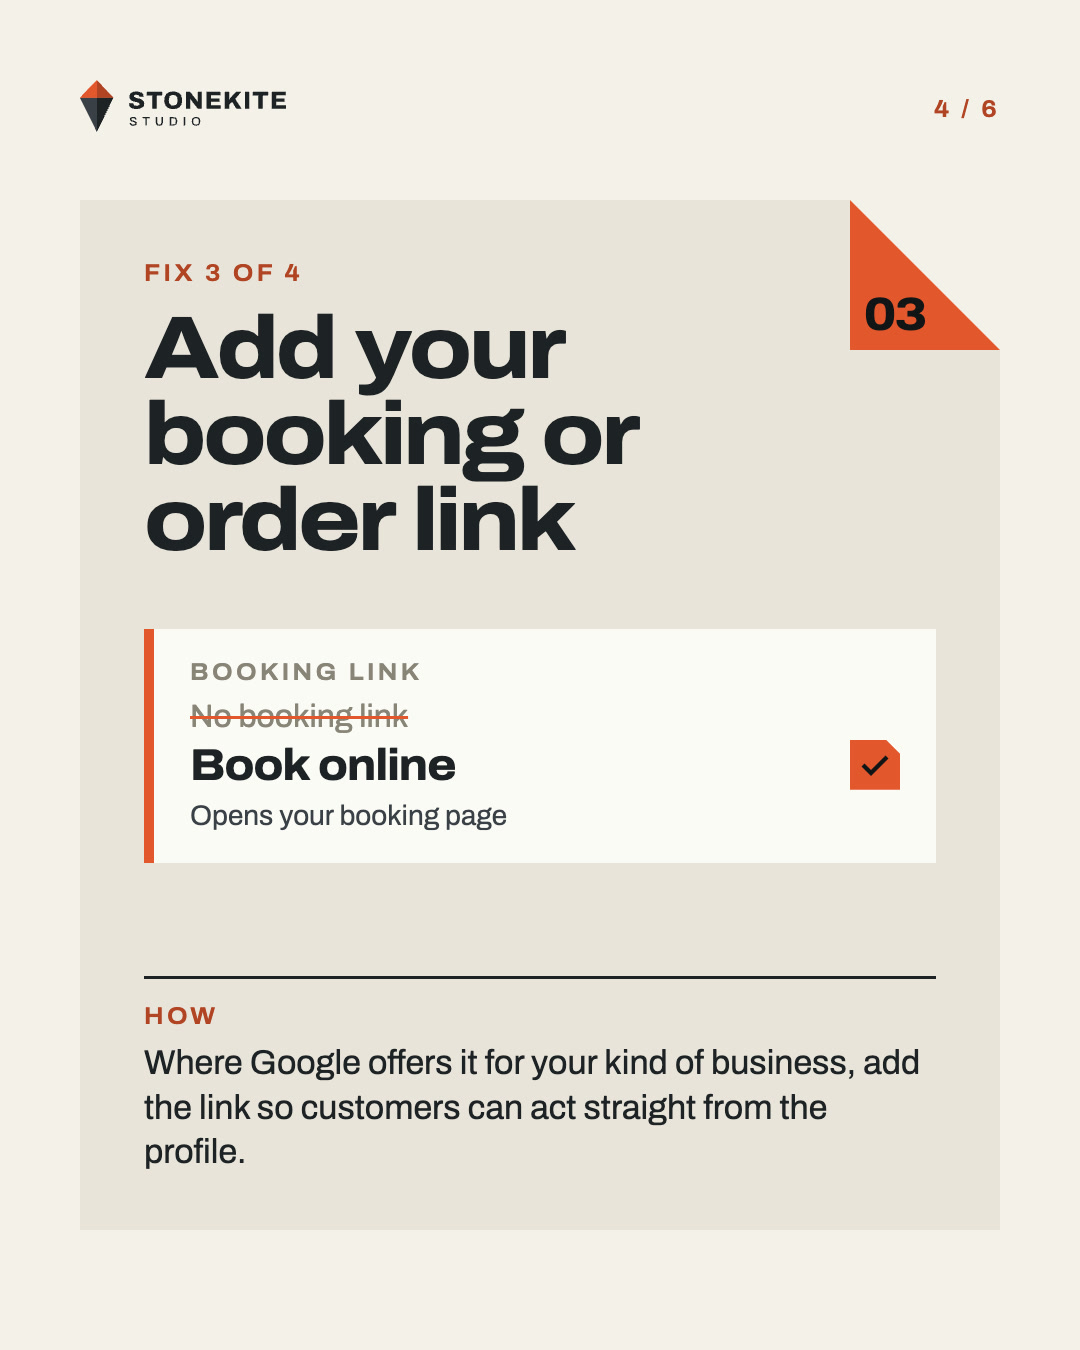 STONEKITE
STUDIO
4 / 6
FIX 3 OF 4
03
Add your
booking or
order link
BOOKING LINK
No booking link
Book online
Opens your booking page
HOW
Where Google offers it for your kind of business, add
the link so customers can act straight from the
profile.